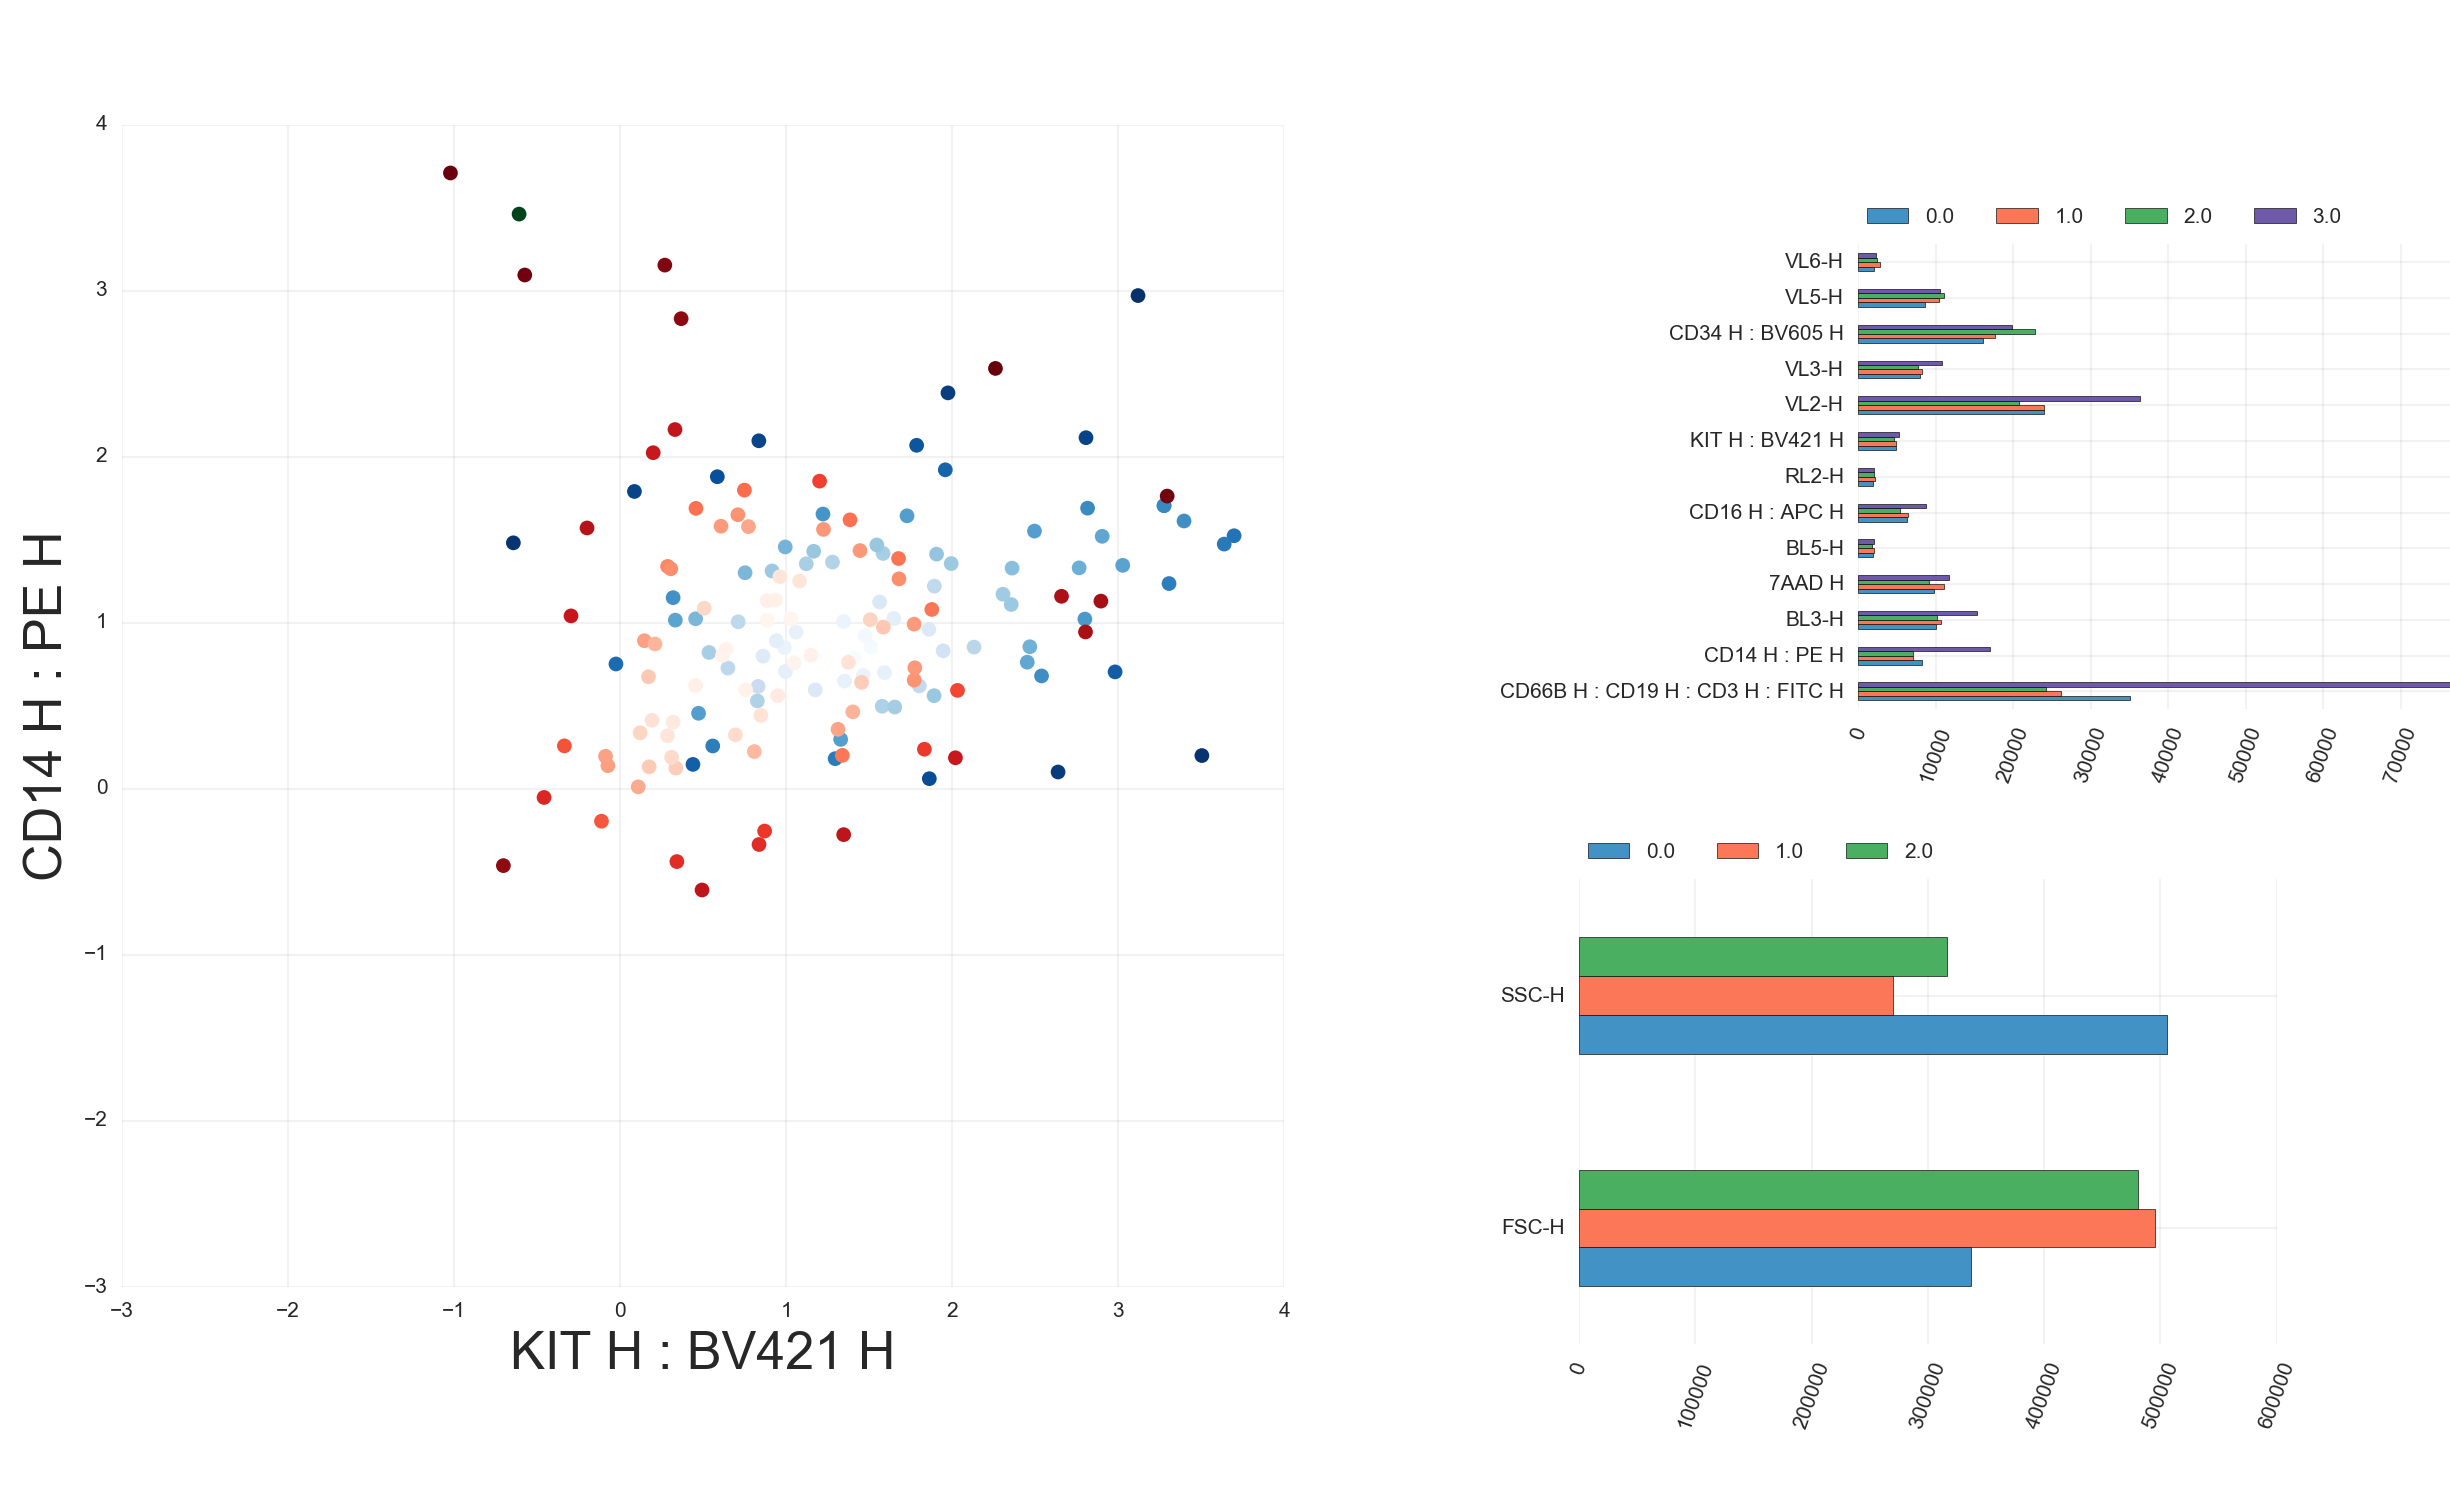 4
3
2
1
0
−1
−2
−3
CD14 H : PE H
−3 −2 −1 0 1 2 3 4
KIT H : BV421 H
0.0 1.0 2.0 3.0
VL6-H
VL5-H
CD34 H : BV605 H
VL3-H
VL2-H
KIT H : BV421 H
RL2-H
CD16 H : APC H
BL5-H
7AAD H
BL3-H
CD14 H : PE H
CD66B H : CD19 H : CD3 H : FITC H
0 10000 20000 30000 40000 50000 60000 70000
0.0 1.0 2.0
SSC-H
FSC-H
0 100000 200000 300000 400000 500000 600000